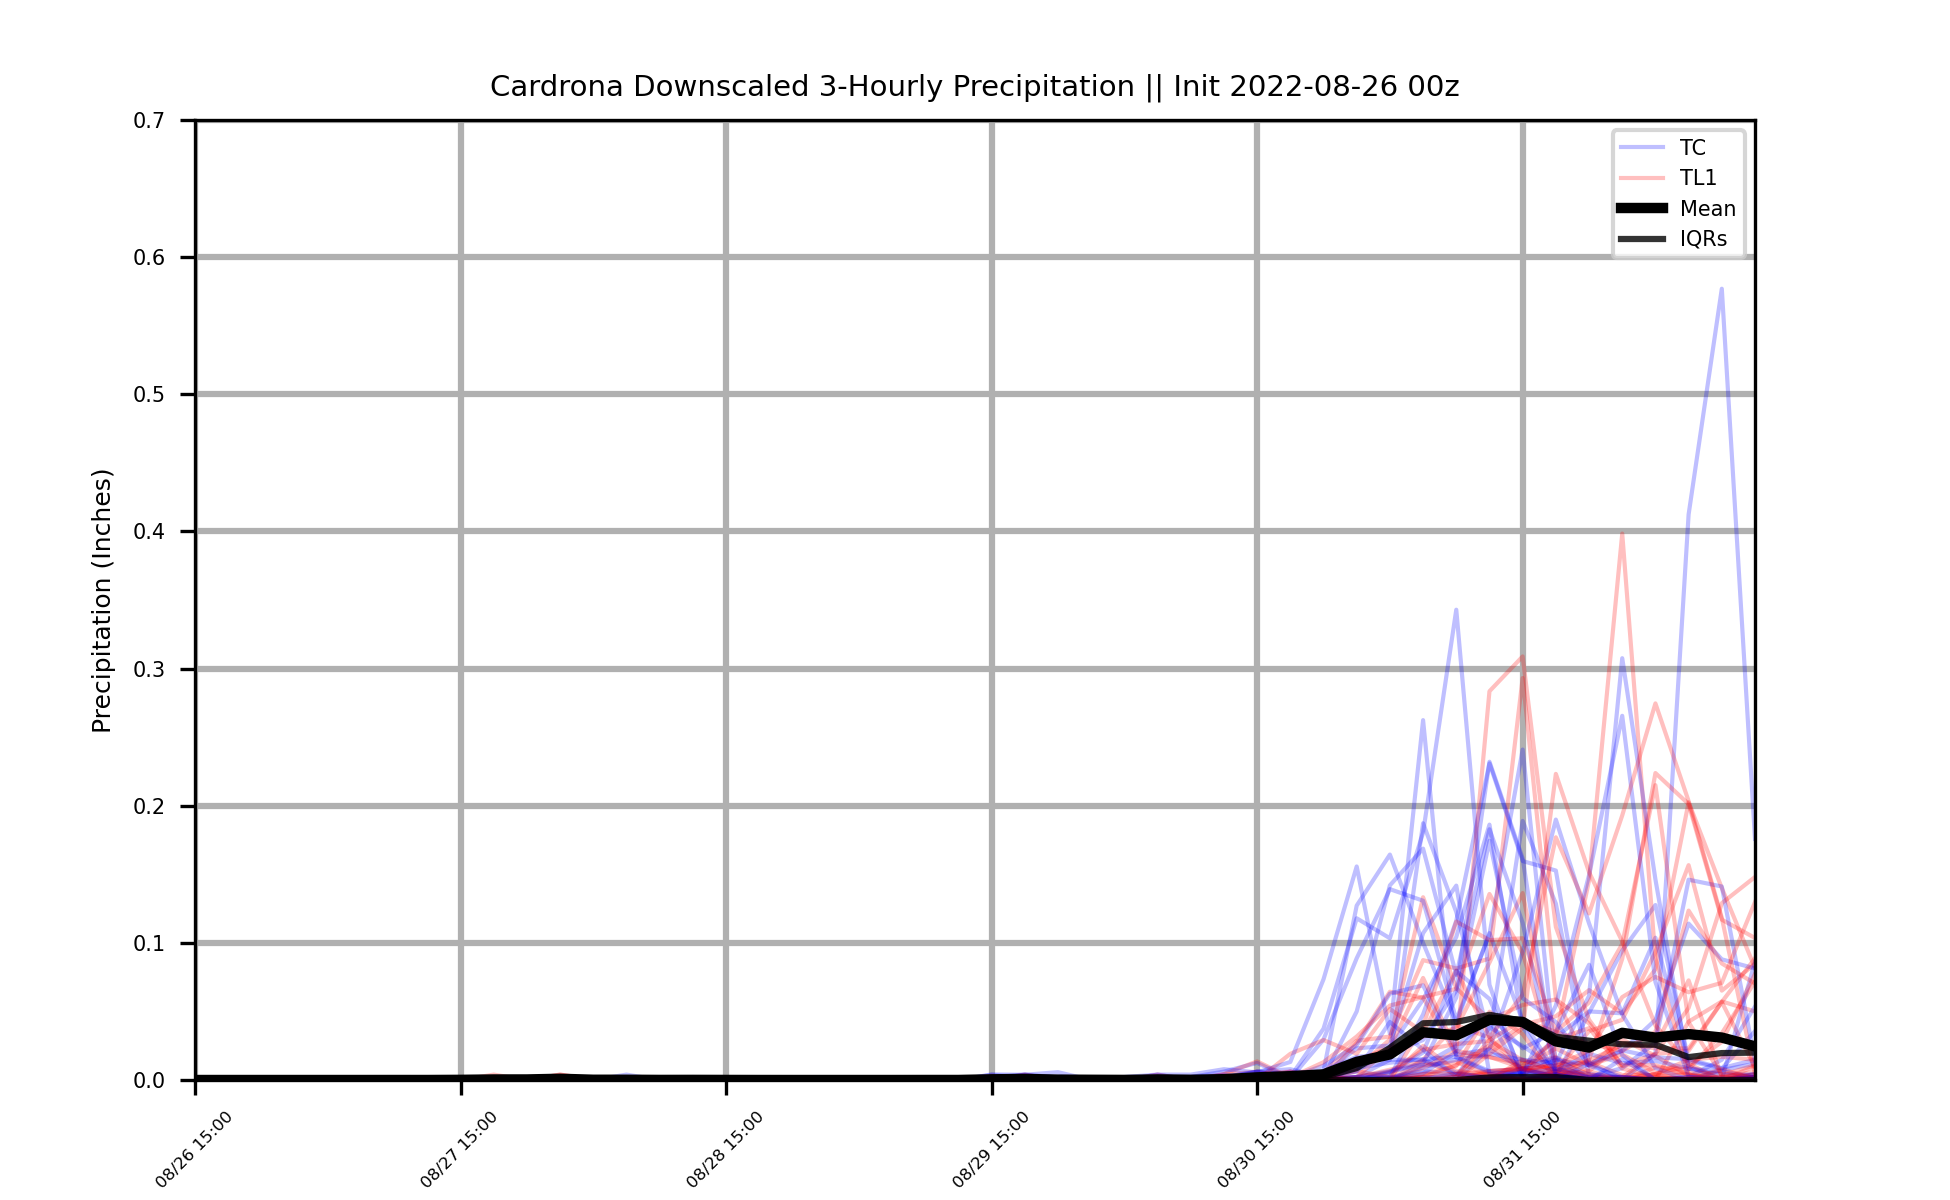 Cardrona Downscaled 3-Hourly Precipitation || Init 2022-08-26 00z
0.7
0.6
0.5
0.4
0.3
0.2
0.1
0.0
Precipitation (Inches)
TC
TL1
Mean
IQRs
08/26 15:00
08/27 15:00
08/28 15:00
08/29 15:00
08/30 15:00
08/31 15:00